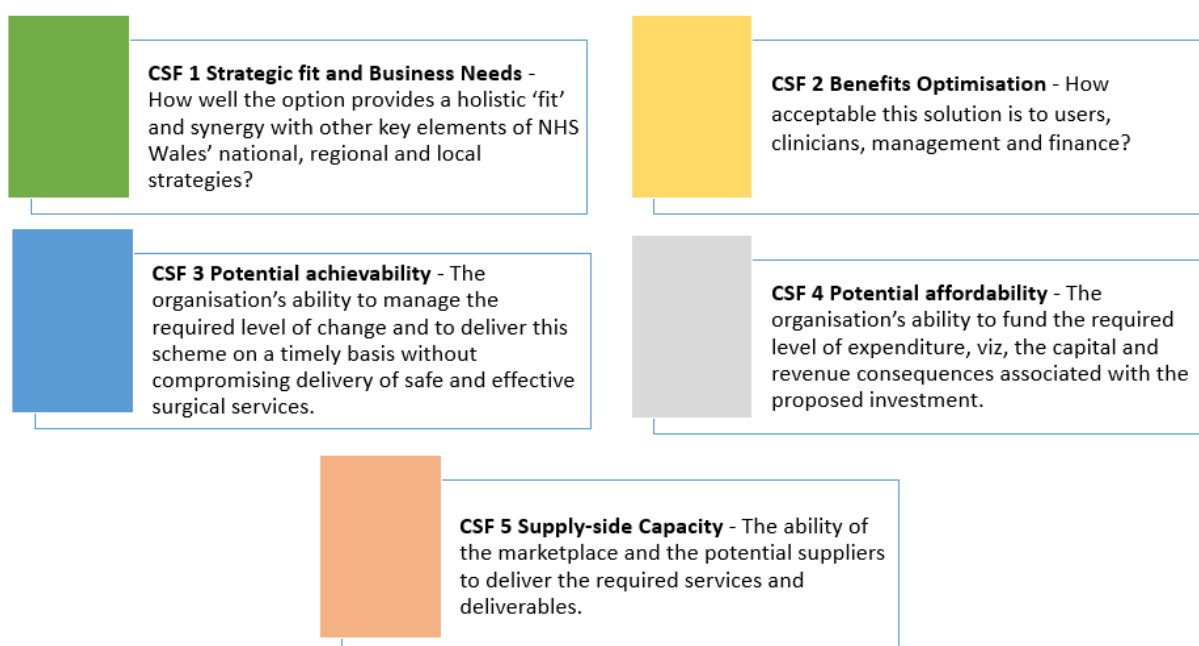 CSF 1 Strategic fit and Business Needs -
How well the option provides a holistic ‘fit’
and synergy with other key elements of NHS
Wales’ national, regional and local
strategies?
CSF 2 Benefits Optimisation - How
acceptable this solution is to users,
clinicians, management and finance?
CSF 3 Potential achievability - The
organisation’s ability to manage the
required level of change and to deliver this
scheme on a timely basis without
compromising delivery of safe and effective
surgical services.
CSF 4 Potential affordability - The
organisation’s ability to fund the required
level of expenditure, viz, the capital and
revenue consequences associated with the
proposed investment.
CSF 5 Supply-side Capacity - The ability of
the marketplace and the potential suppliers
to deliver the required services and
deliverables.